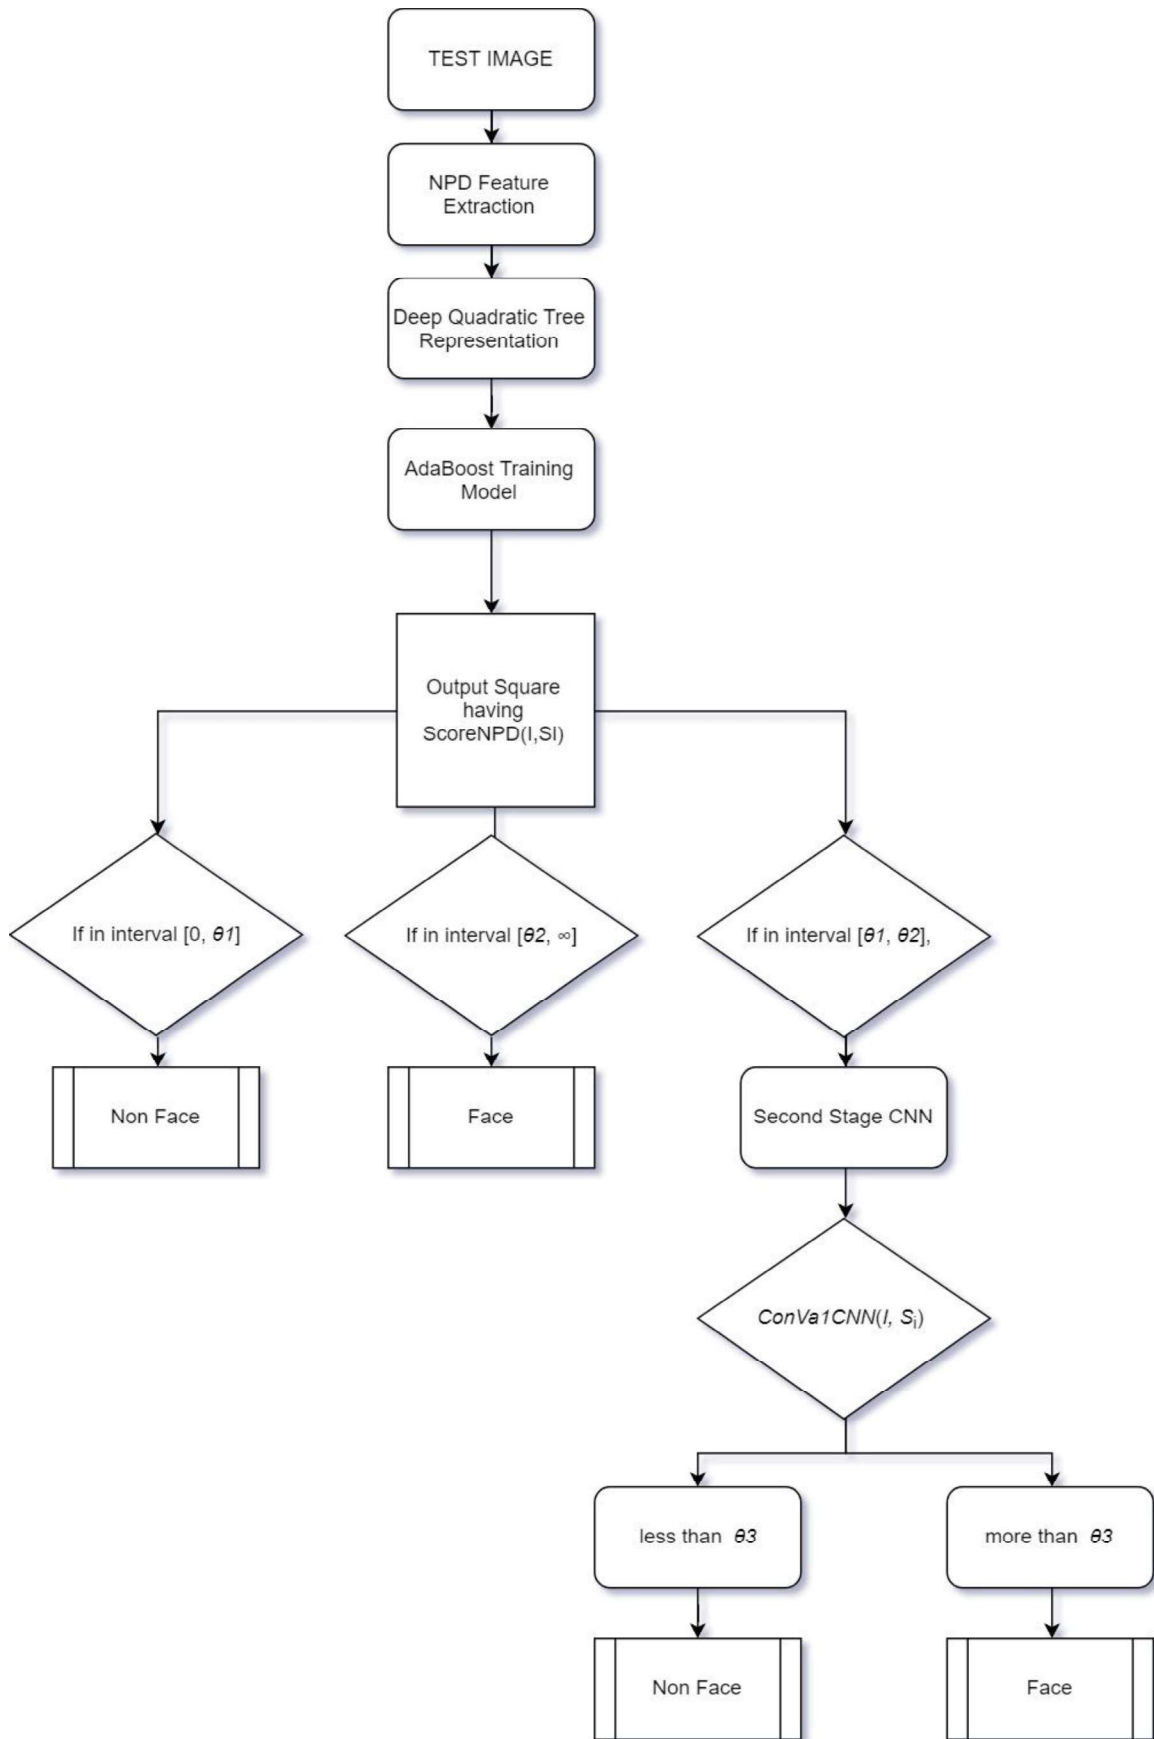 TEST IMAGE
NPD Feature
Extraction
Deep Quadratic Tree
Representation
AdaBoost Training
Model
Output Square
having
ScoreNPD(I,SI)
If in interval [0, θ1]
If in interval [θ2, ∞]
If in interval [θ1, θ2],
Non Face
Face
Second Stage CNN
ConVa1CNN(I, Sᵢ)
less than θ3
more than θ3
Non Face
Face